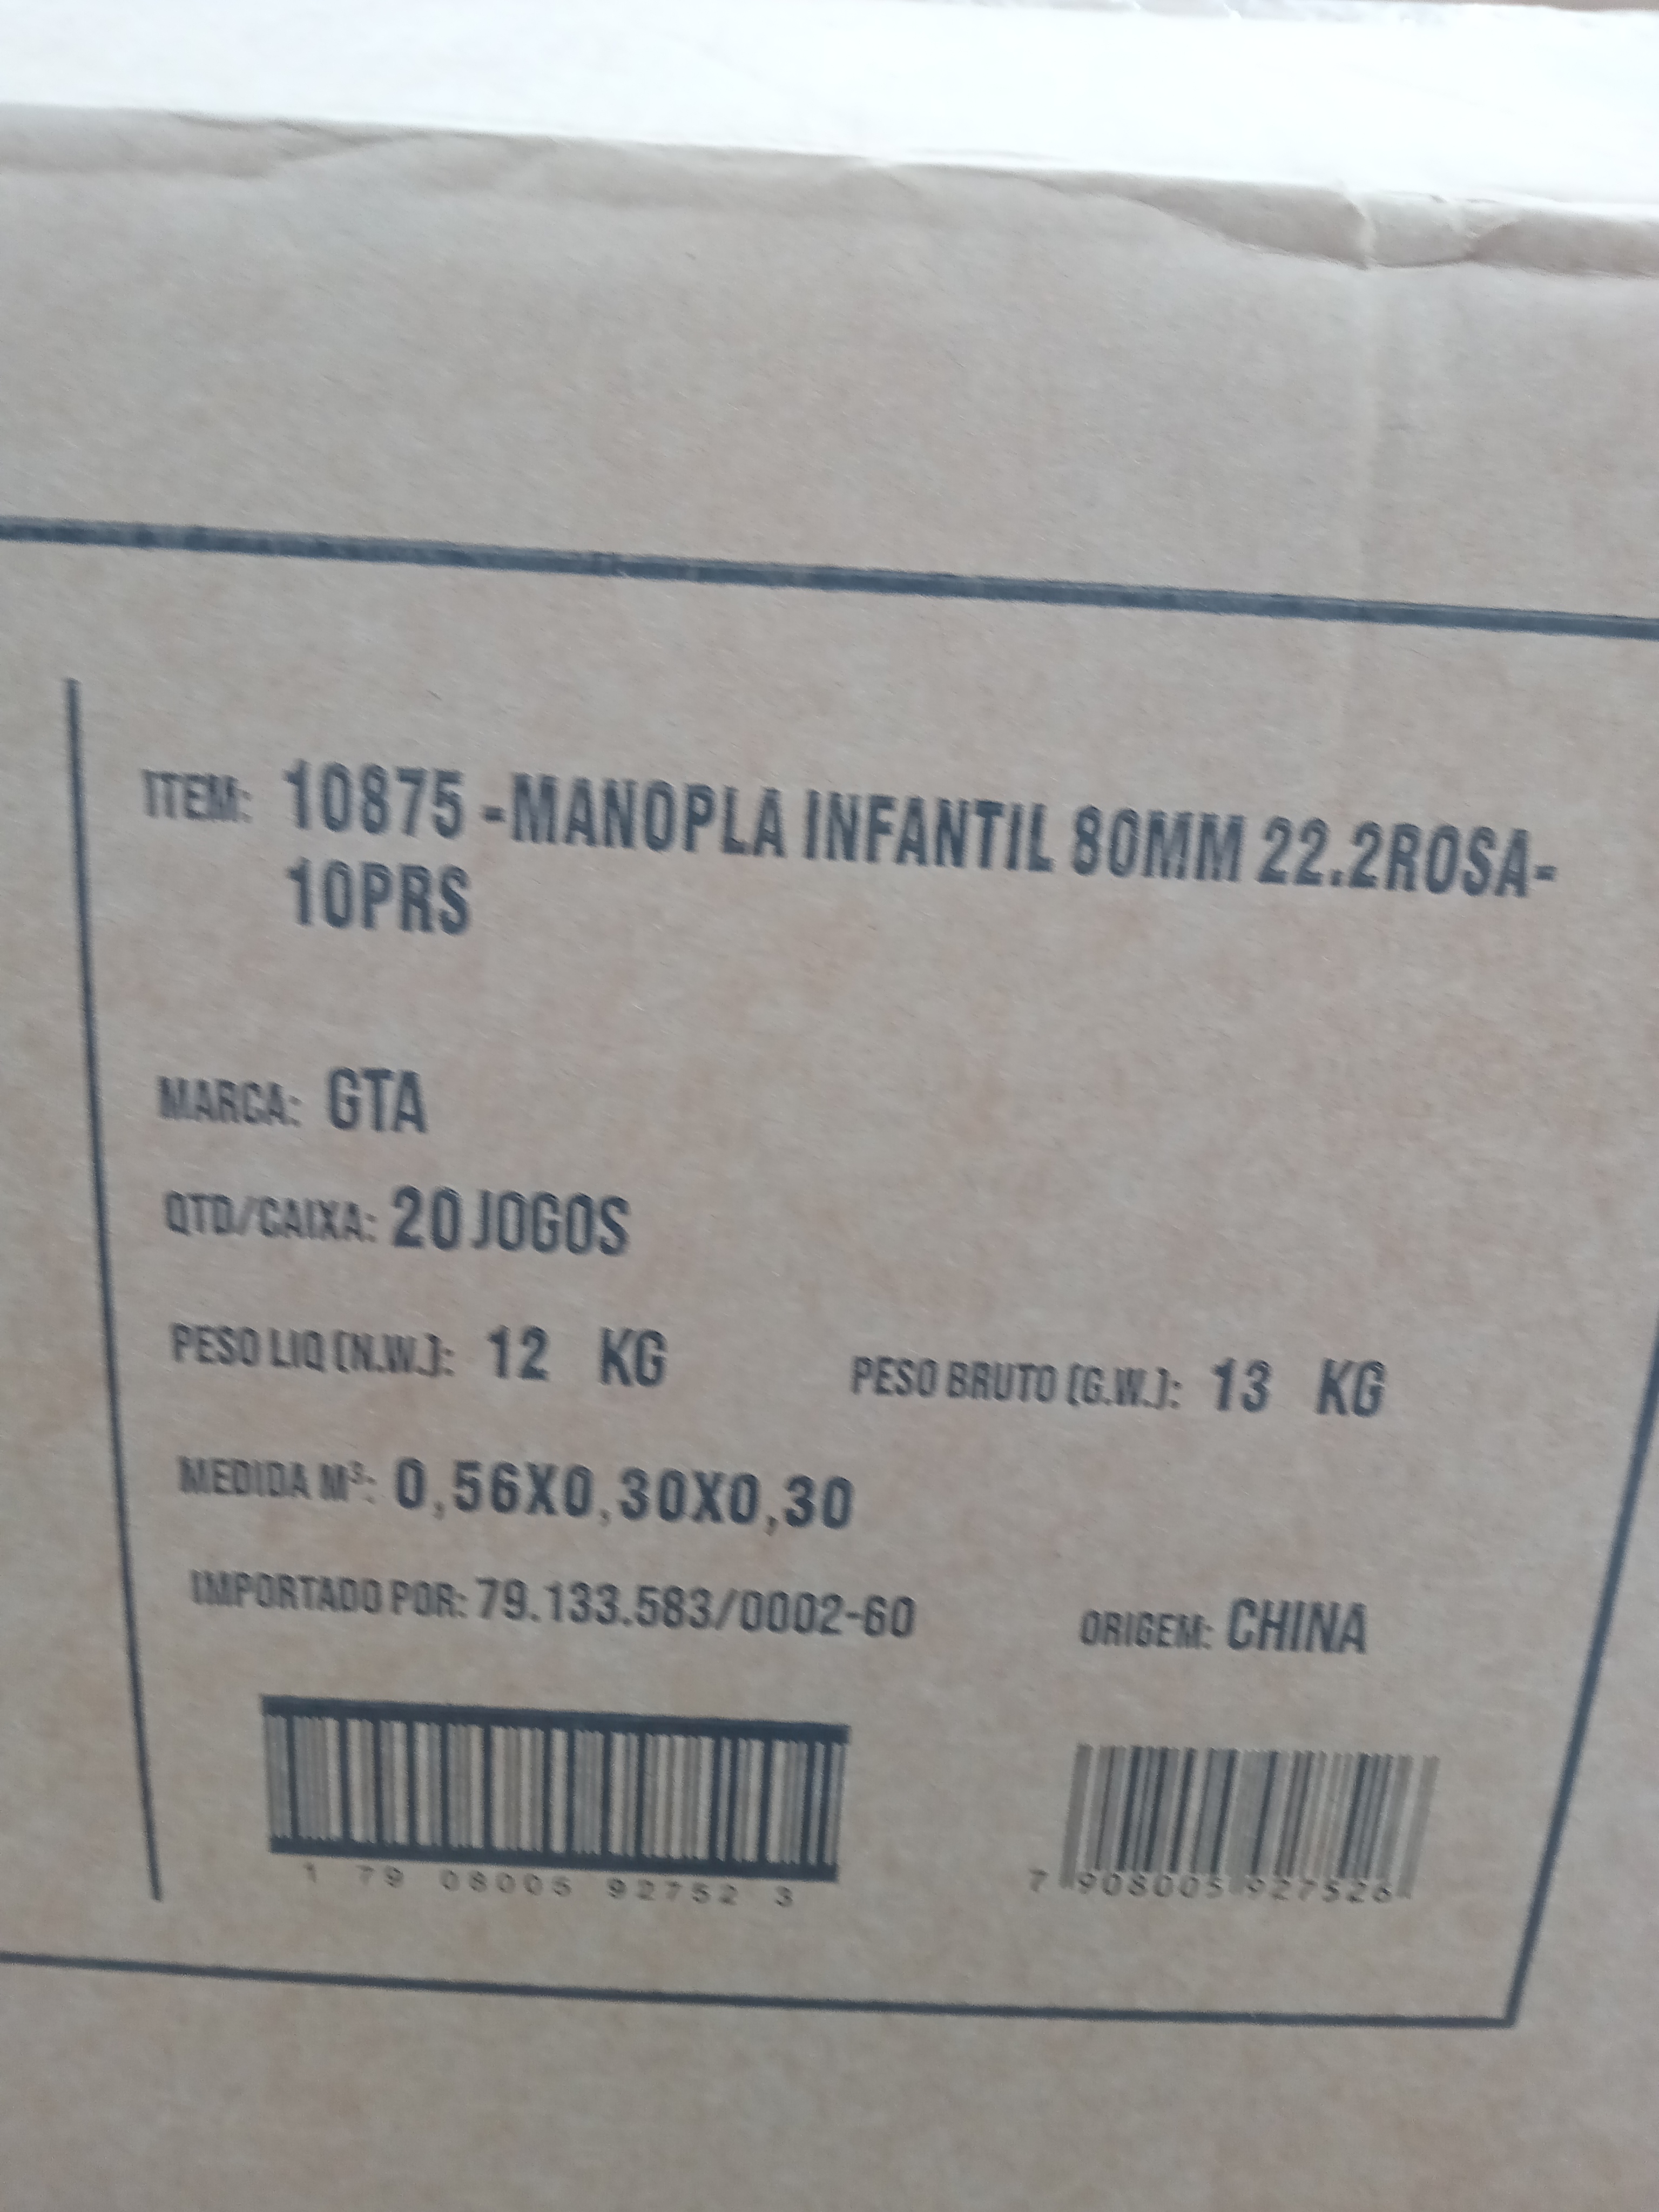 ITEM: 10875 -MANOPLA INFANTIL 80MM 22.2ROSA-
10PRS
MARCA: GTA
QTD/CAIXA: 20 JOGOS
PESO LIQ (N.W.): 12 KG PESO BRUTO (G.W.): 13 KG
MEDIDA M³: 0,56X0,30X0,30
IMPORTADO POR: 79.133.583/0002-60 ORIGEM: CHINA
1 79 08005 92752 3 7 908005 927526